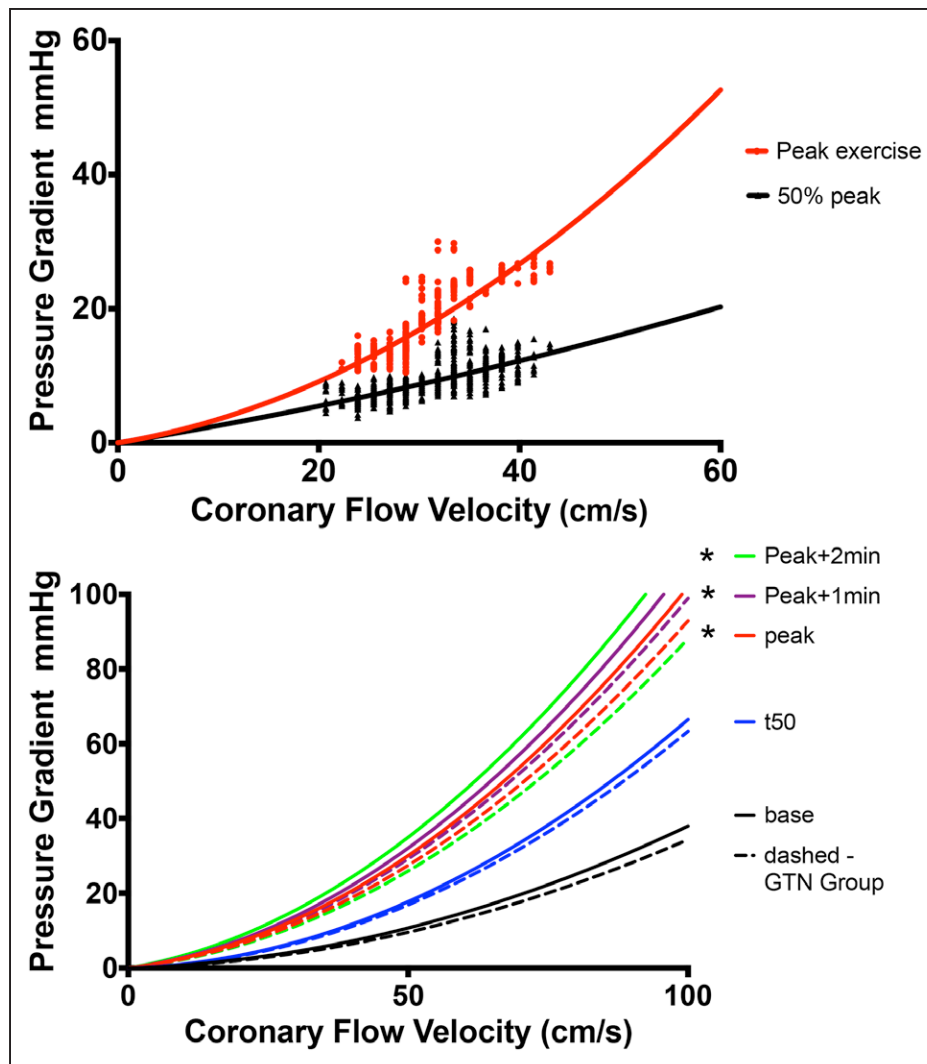 60
40
20
0
0
20
40
60
Pressure Gradient mmHg
Coronary Flow Velocity (cm/s)
Peak exercise
50% peak
100
80
60
40
20
0
0
50
100
Pressure Gradient mmHg
Coronary Flow Velocity (cm/s)
* Peak+2min
* Peak+1min
* peak
t50
base
dashed -
GTN Group